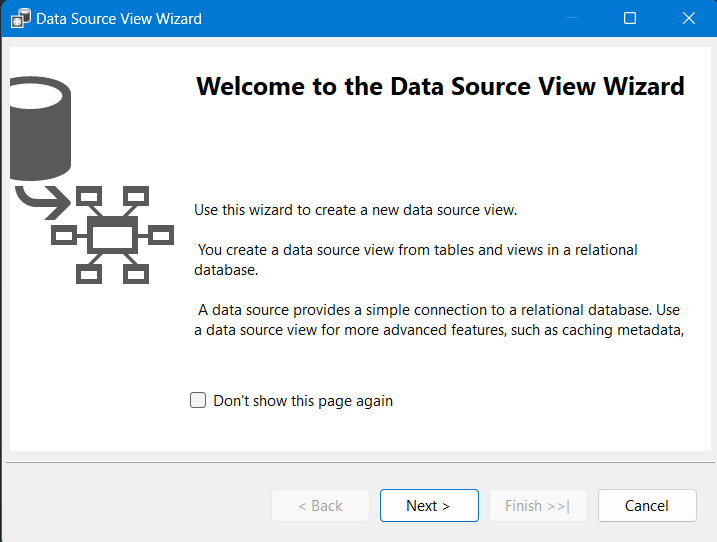 Data Source View Wizard
Welcome to the Data Source View Wizard
Use this wizard to create a new data source view.
You create a data source view from tables and views in a relational
database.
A data source provides a simple connection to a relational database. Use
a data source view for more advanced features, such as caching metadata,
Don't show this page again
< Back
Next >
Finish >>|
Cancel